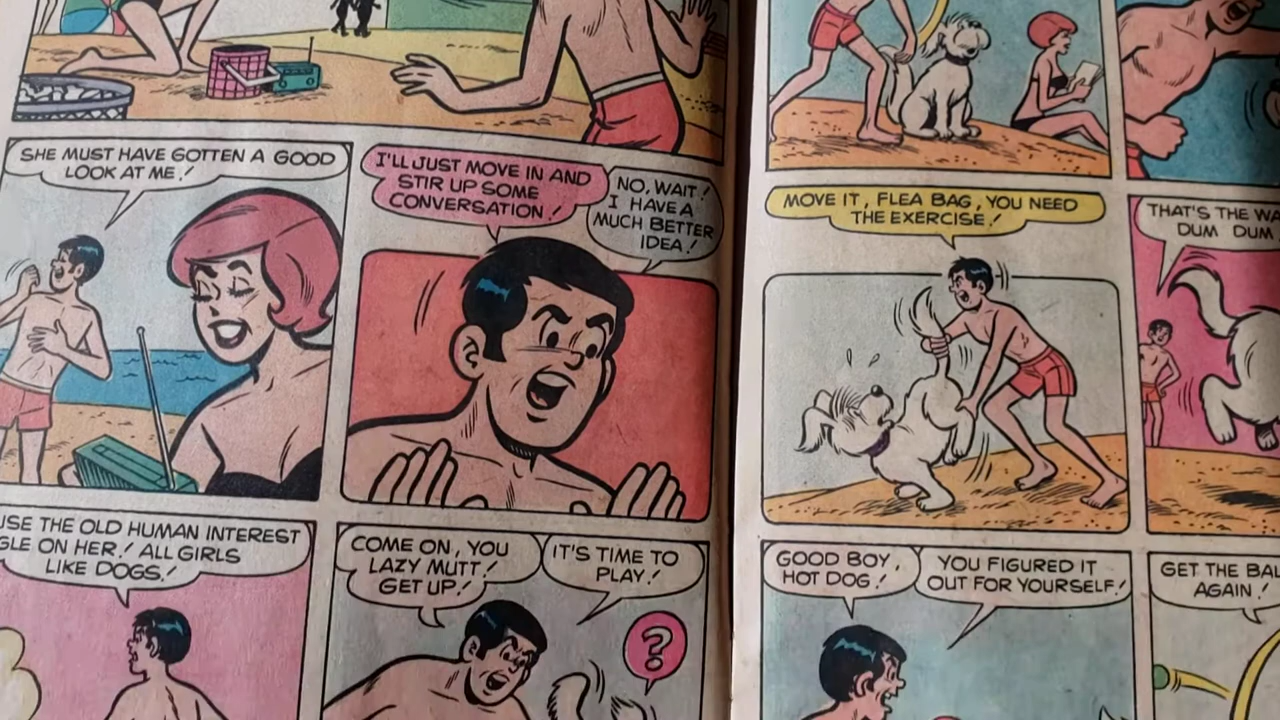 SHE MUST HAVE GOTTEN A GOOD
LOOK AT ME!
I'LL JUST MOVE IN AND
STIR UP SOME
CONVERSATION!
NO, WAIT!
I HAVE A
MUCH BETTER
IDEA!
USE THE OLD HUMAN INTEREST
GLE ON HER! ALL GIRLS
LIKE DOGS!
COME ON, YOU
LAZY MUTT!
GET UP!
IT'S TIME TO
PLAY!
?
MOVE IT, FLEA BAG, YOU NEED
THE EXERCISE!
THAT'S THE WA
DUM DUM
GOOD BOY,
HOT DOG!
YOU FIGURED IT
OUT FOR YOURSELF!
GET THE BAL
AGAIN!